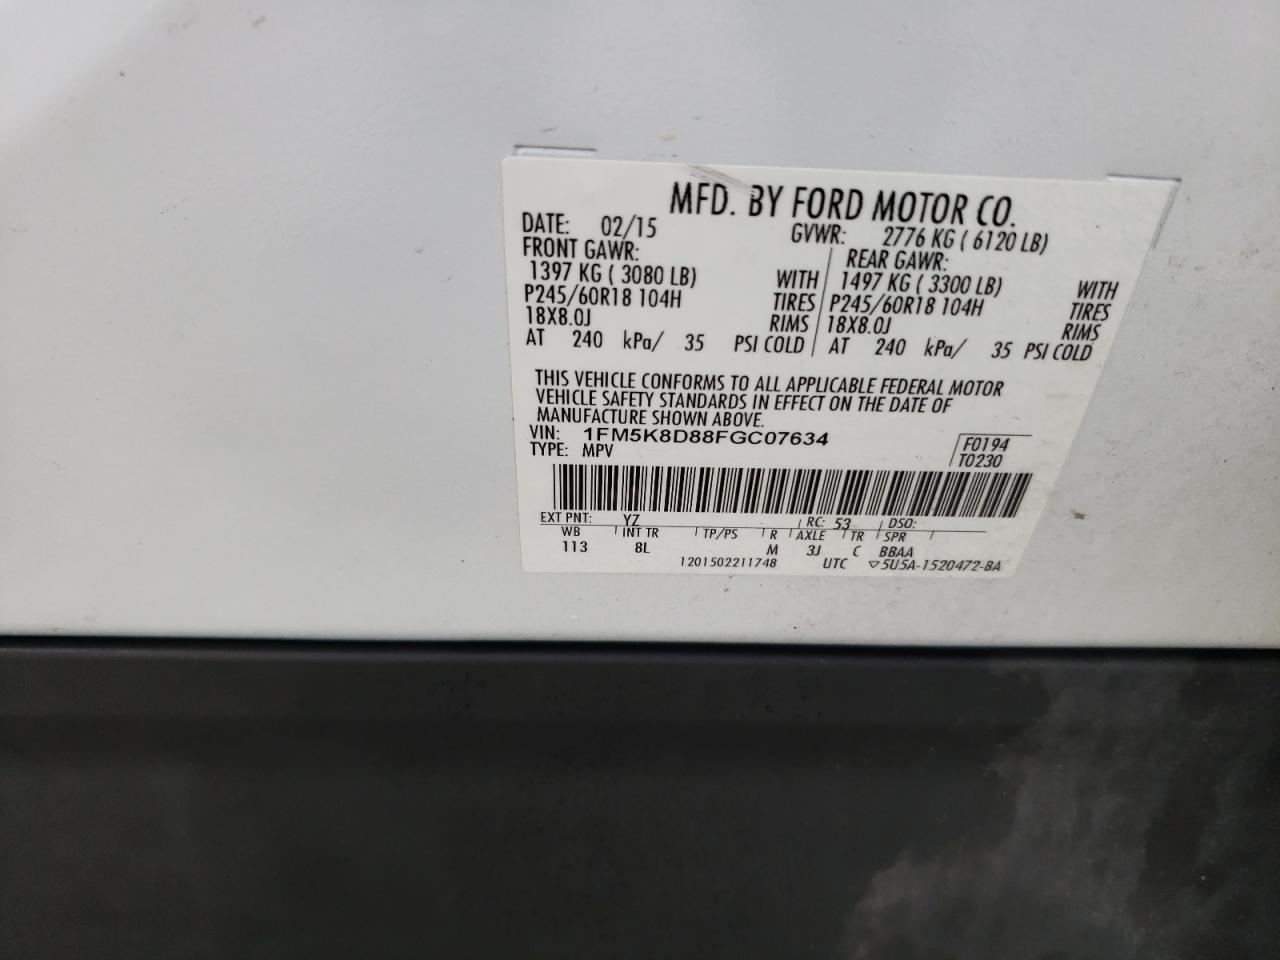 MFD. BY FORD MOTOR CO.
DATE: 02/15 GVWR: 2776 KG ( 6120 LB)
FRONT GAWR: REAR GAWR:
1397 KG ( 3080 LB) WITH 1497 KG ( 3300 LB) WITH
P245/60R18 104H TIRES P245/60R18 104H TIRES
18X8.0J RIMS 18X8.0J RIMS
AT 240 kPa/ 35 PSI COLD AT 240 kPa/ 35 PSI COLD
THIS VEHICLE CONFORMS TO ALL APPLICABLE FEDERAL MOTOR
VEHICLE SAFETY STANDARDS IN EFFECT ON THE DATE OF
MANUFACTURE SHOWN ABOVE.
VIN: 1FM5K8D88FGC07634
TYPE: MPV
F0194
T0230
EXT PNT: YZ RC: 53 DSO:
WB INT TR TP/PS R AXLE TR SPR
113 8L M 3J C BBAA
1201502211748 UTC ▽5U5A-1520472-BA